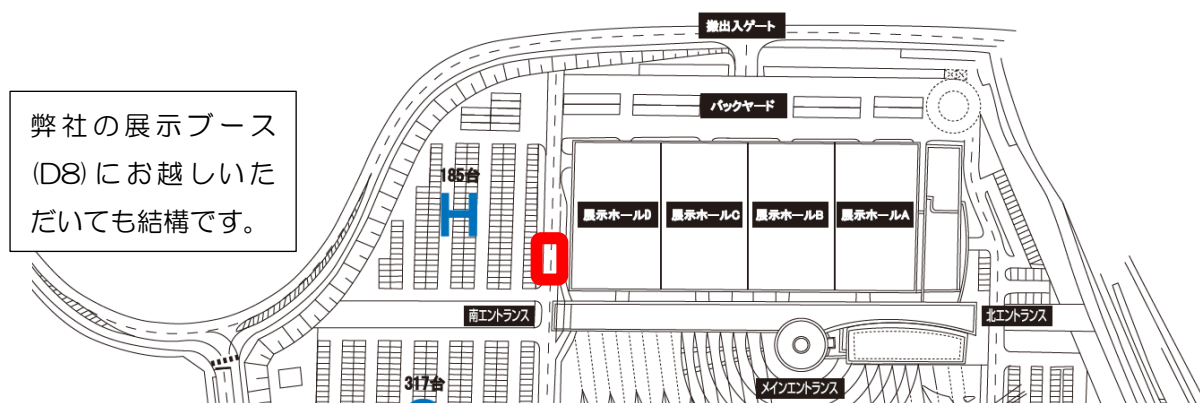 搬出入ゲート
弊社の展示ブース
(D8)にお越しいた
だいても結構です。
バックヤード
185台
H
展示ホールD
展示ホールC
展示ホールB
展示ホールA
南エントランス
北エントランス
317台
メインエントランス